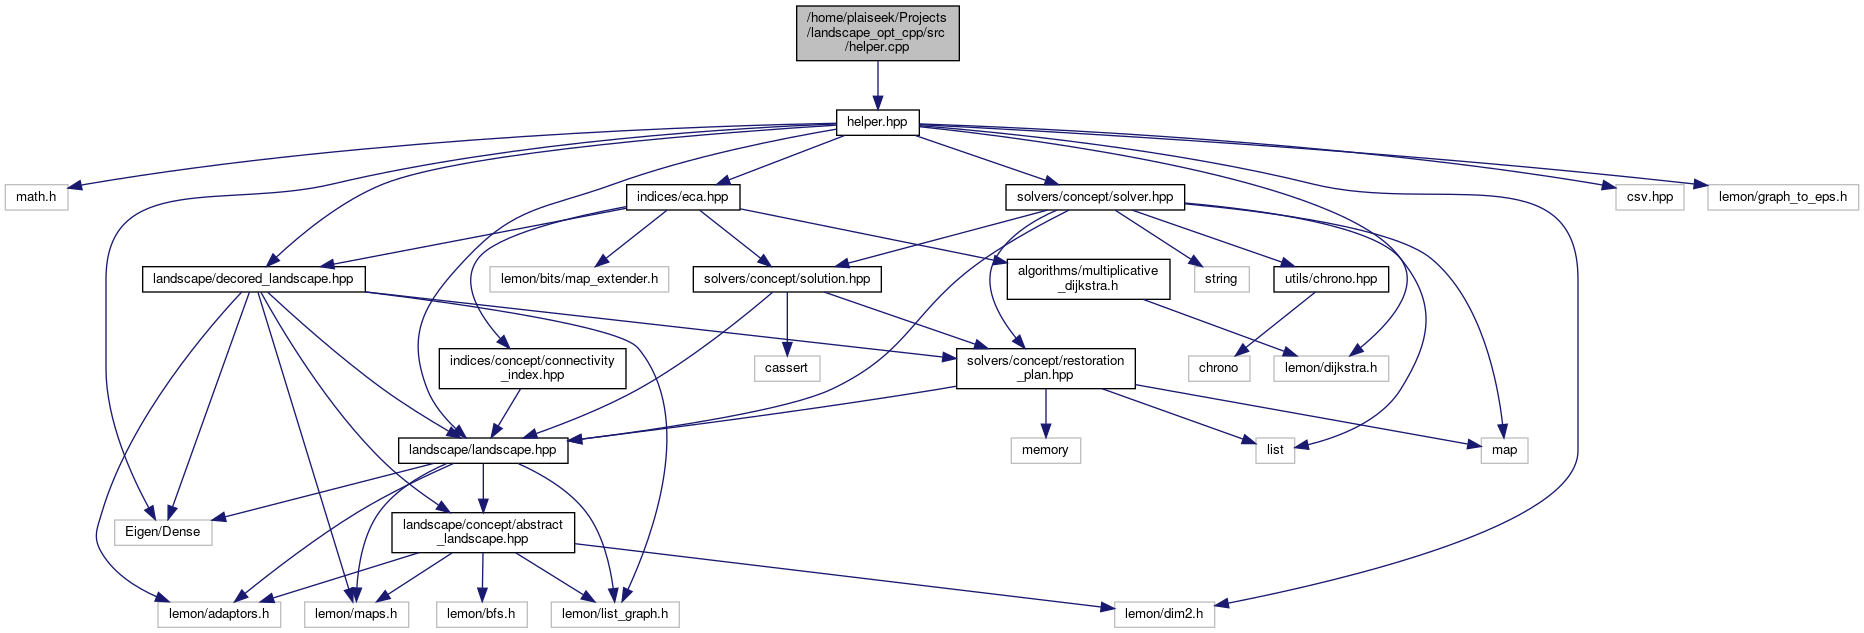 /home/plaiseek/Projects
/landscape_opt_cpp/src
/helper.cpp
helper.hpp
math.h
indices/eca.hpp
solvers/concept/solver.hpp
csv.hpp
lemon/graph_to_eps.h
landscape/decored_landscape.hpp
lemon/bits/map_extender.h
solvers/concept/solution.hpp
algorithms/multiplicative
_dijkstra.h
string
utils/chrono.hpp
indices/concept/connectivity
_index.hpp
cassert
solvers/concept/restoration
_plan.hpp
chrono
lemon/dijkstra.h
landscape/landscape.hpp
memory
list
map
Eigen/Dense
landscape/concept/abstract
_landscape.hpp
lemon/adaptors.h
lemon/maps.h
lemon/bfs.h
lemon/list_graph.h
lemon/dim2.h